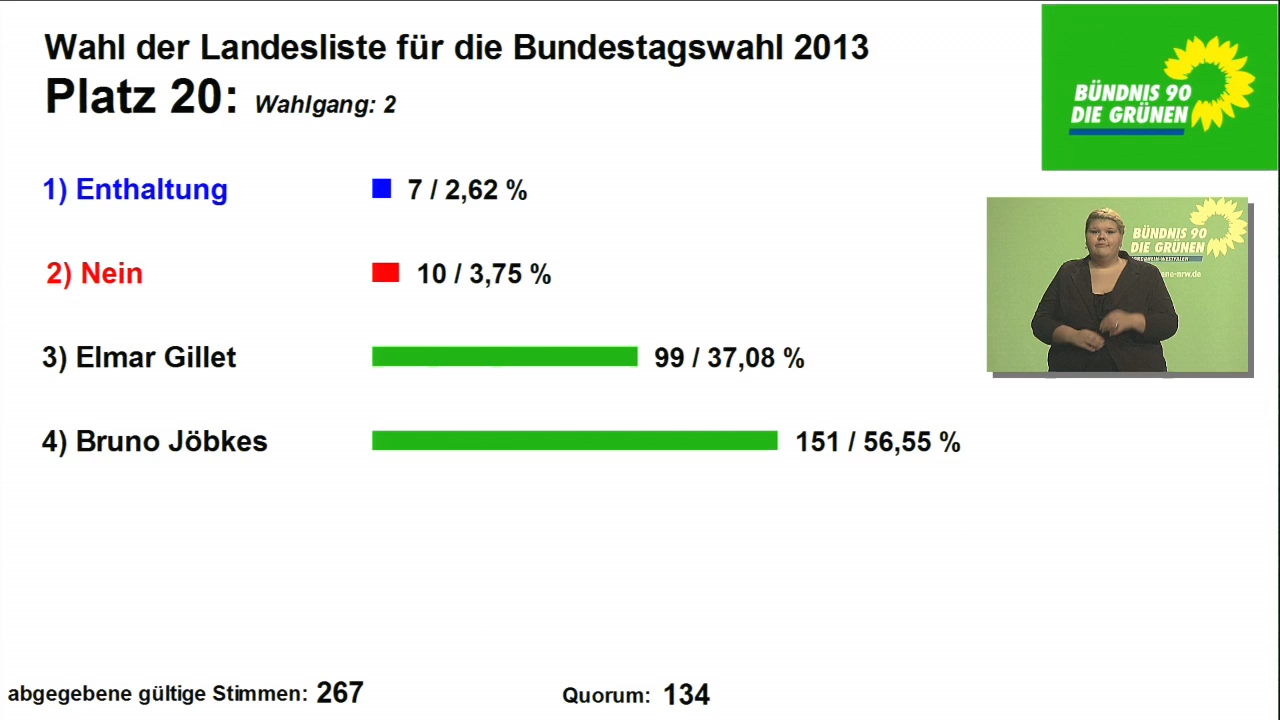 Wahl der Landesliste für die Bundestagswahl 2013
Platz 20: Wahlgang: 2
BÜNDNIS 90
DIE GRÜNEN
1) Enthaltung 7 / 2,62 %
2) Nein 10 / 3,75 %
3) Elmar Gillet 99 / 37,08 %
4) Bruno Jöbkes 151 / 56,55 %
BÜNDNIS 90
DIE GRÜNEN
NORDRHEIN-WESTFALEN
abgegebene gültige Stimmen: 267 Quorum: 134